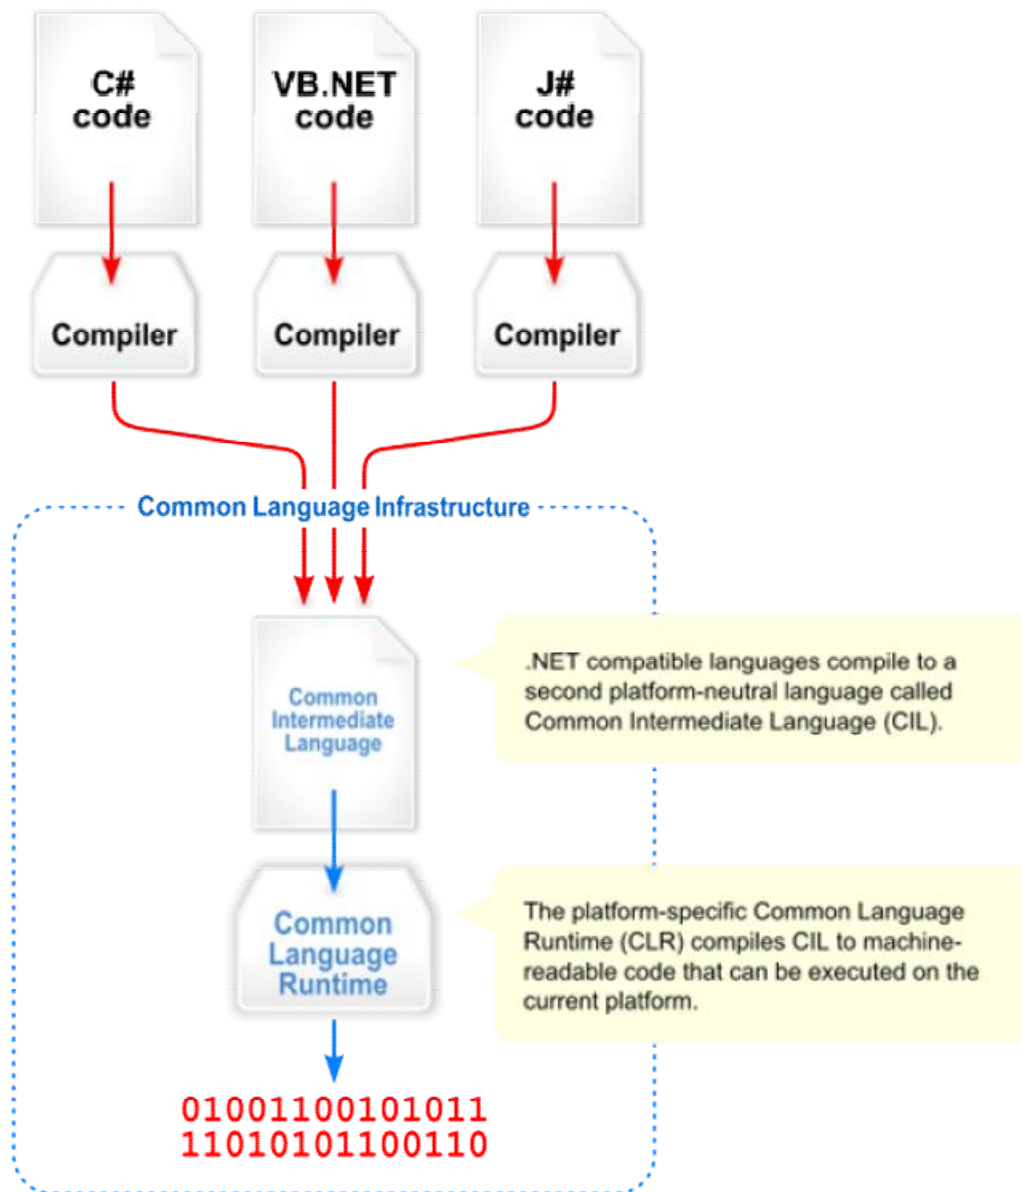 C#
code
VB.NET
code
J#
code
Compiler
Compiler
Compiler
Common Language Infrastructure
Common
Intermediate
Language
.NET compatible languages compile to a
second platform-neutral language called
Common Intermediate Language (CIL).
Common
Language
Runtime
The platform-specific Common Language
Runtime (CLR) compiles CIL to machine-
readable code that can be executed on the
current platform.
01001100101011
11010101100110